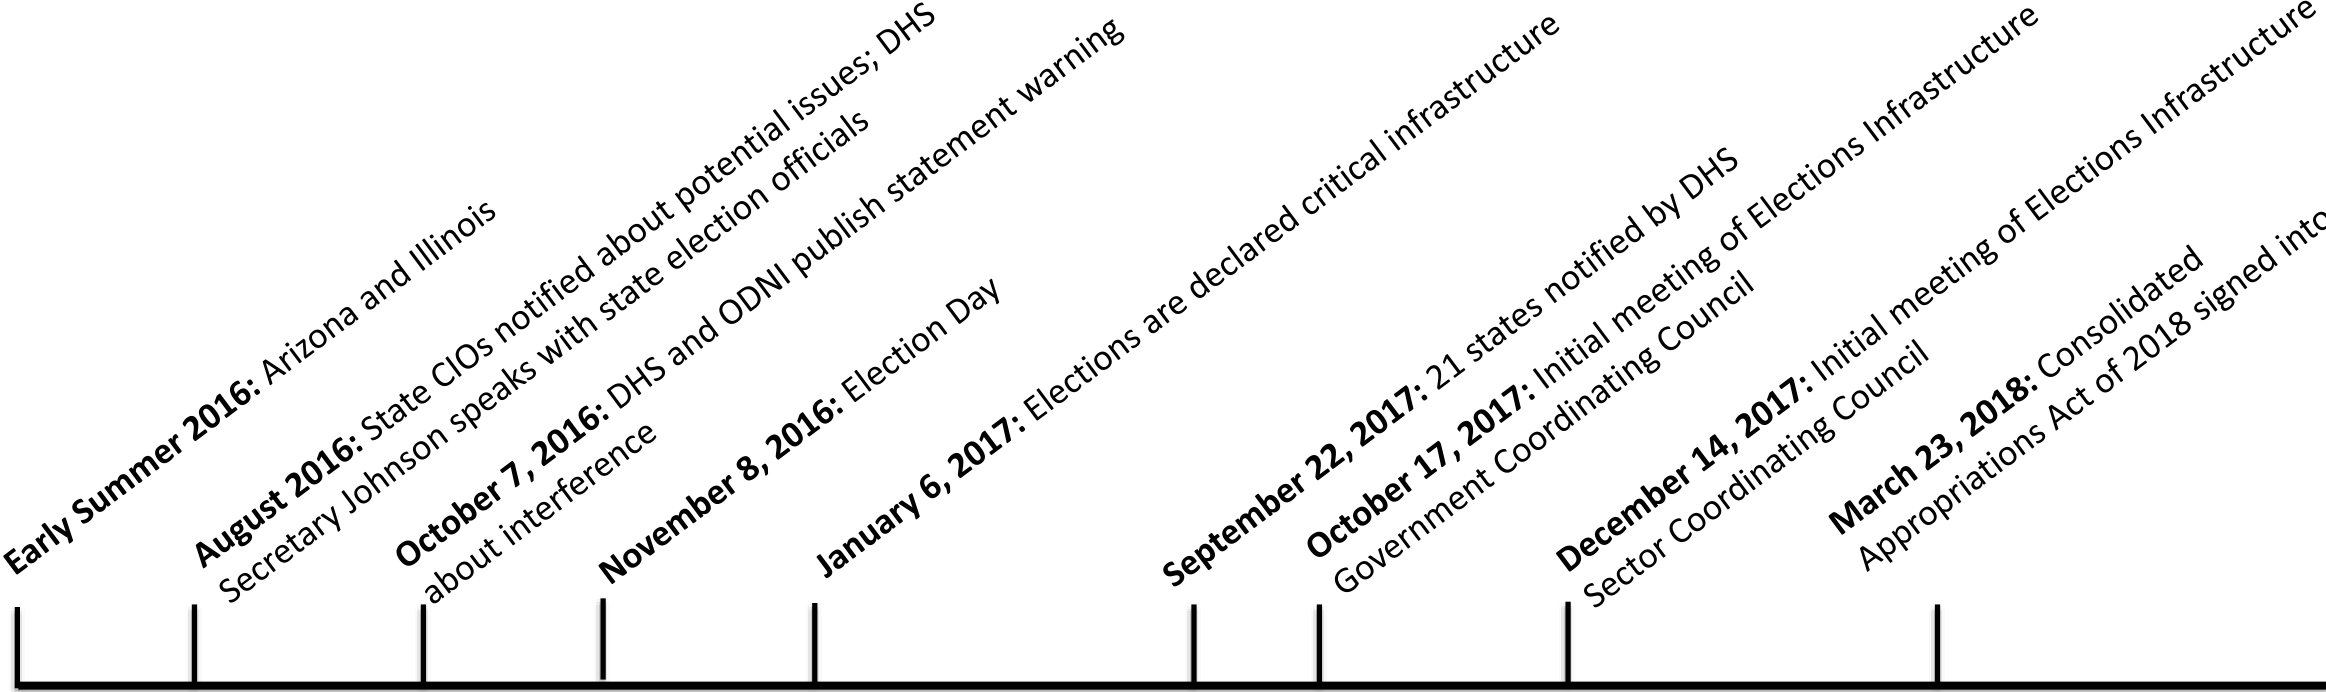 Early Summer 2016: Arizona and Illinois
August 2016: State CIOs notified about potential issues; DHS
Secretary Johnson speaks with state election officials
October 7, 2016: DHS and ODNI publish statement warning
about interference
November 8, 2016: Election Day
January 6, 2017: Elections are declared critical infrastructure
September 22, 2017: 21 states notified by DHS
October 17, 2017: Initial meeting of Elections Infrastructure
Government Coordinating Council
December 14, 2017: Initial meeting of Elections Infrastructure
Sector Coordinating Council
March 23, 2018: Consolidated
Appropriations Act of 2018 signed into